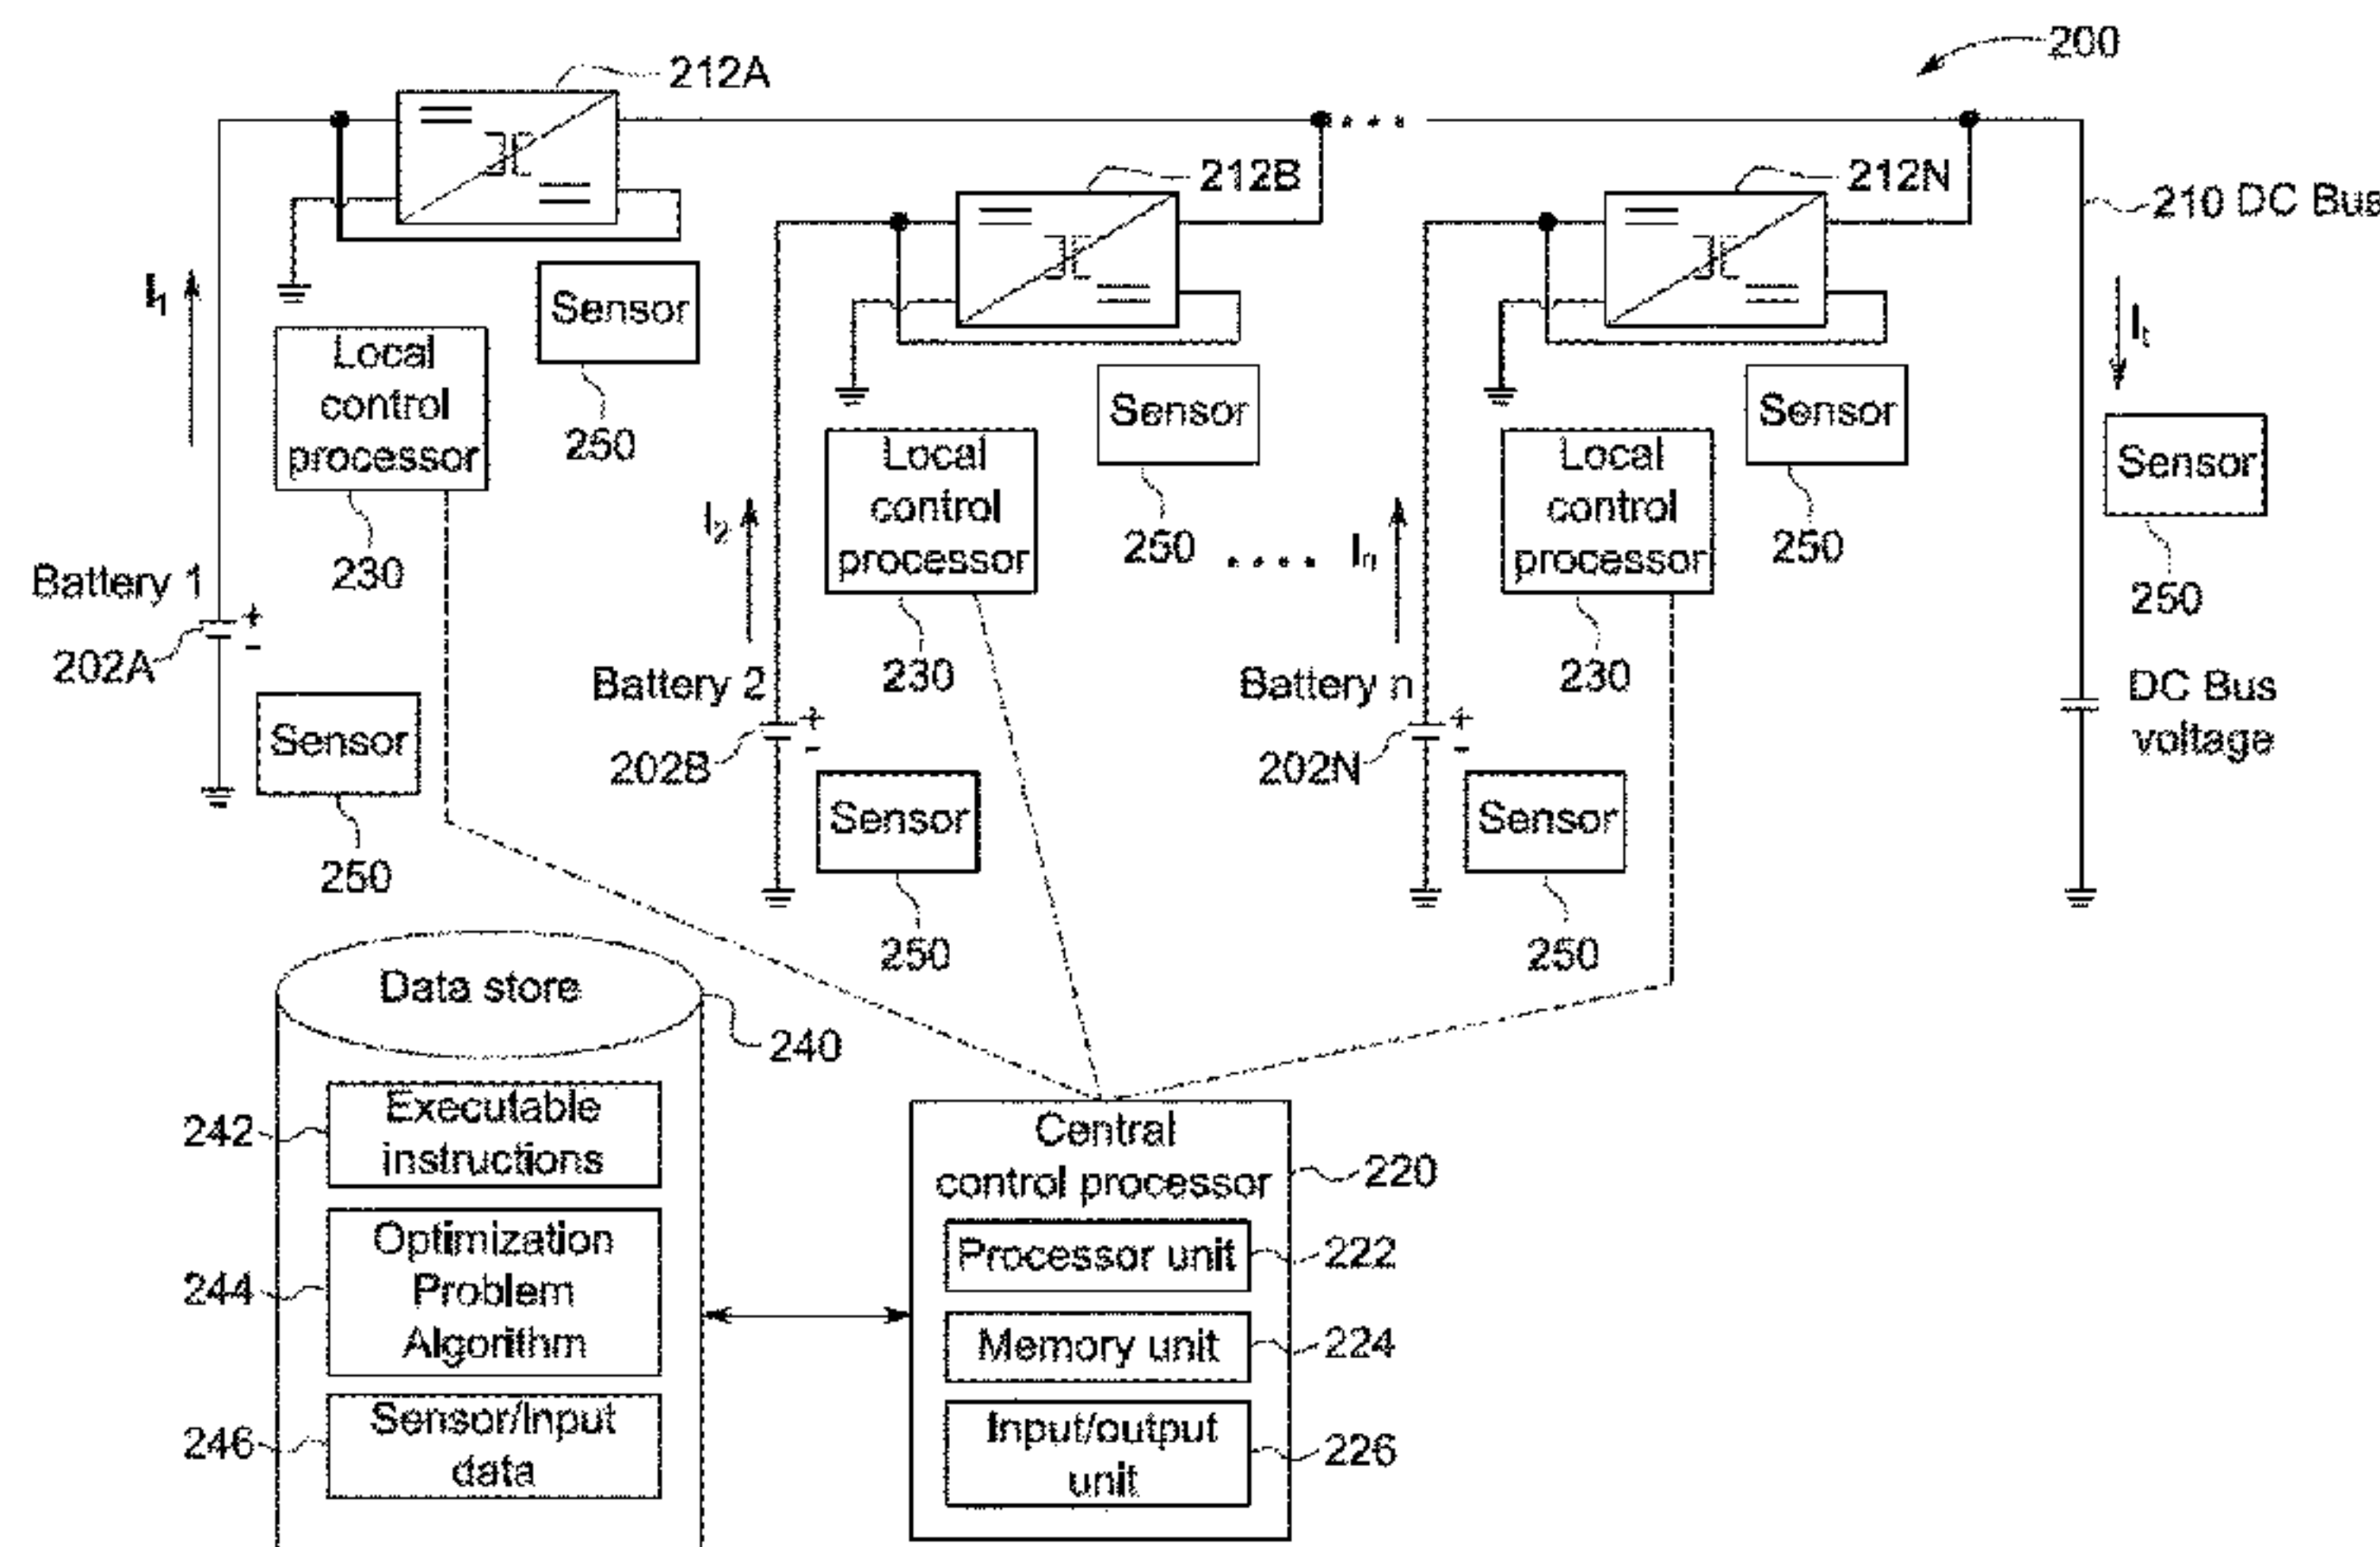 200
212A
212B
212N
210 DC Bus
I1
Sensor
250
Local
control
processor
230
Battery 1
+
-
202A
Sensor
250
I2
Sensor
250
Local
control
processor
230
Battery 2
+
-
202B
Sensor
250
....
In
Sensor
250
Local
control
processor
230
Battery n
+
-
202N
Sensor
250
It
Sensor
250
DC Bus
voltage
Data store
240
242
Executable
instructions
244
Optimization
Problem
Algorithm
246
Sensor/Input
data
Central
control processor
220
Processor unit
222
Memory unit
224
Input/output
unit
226